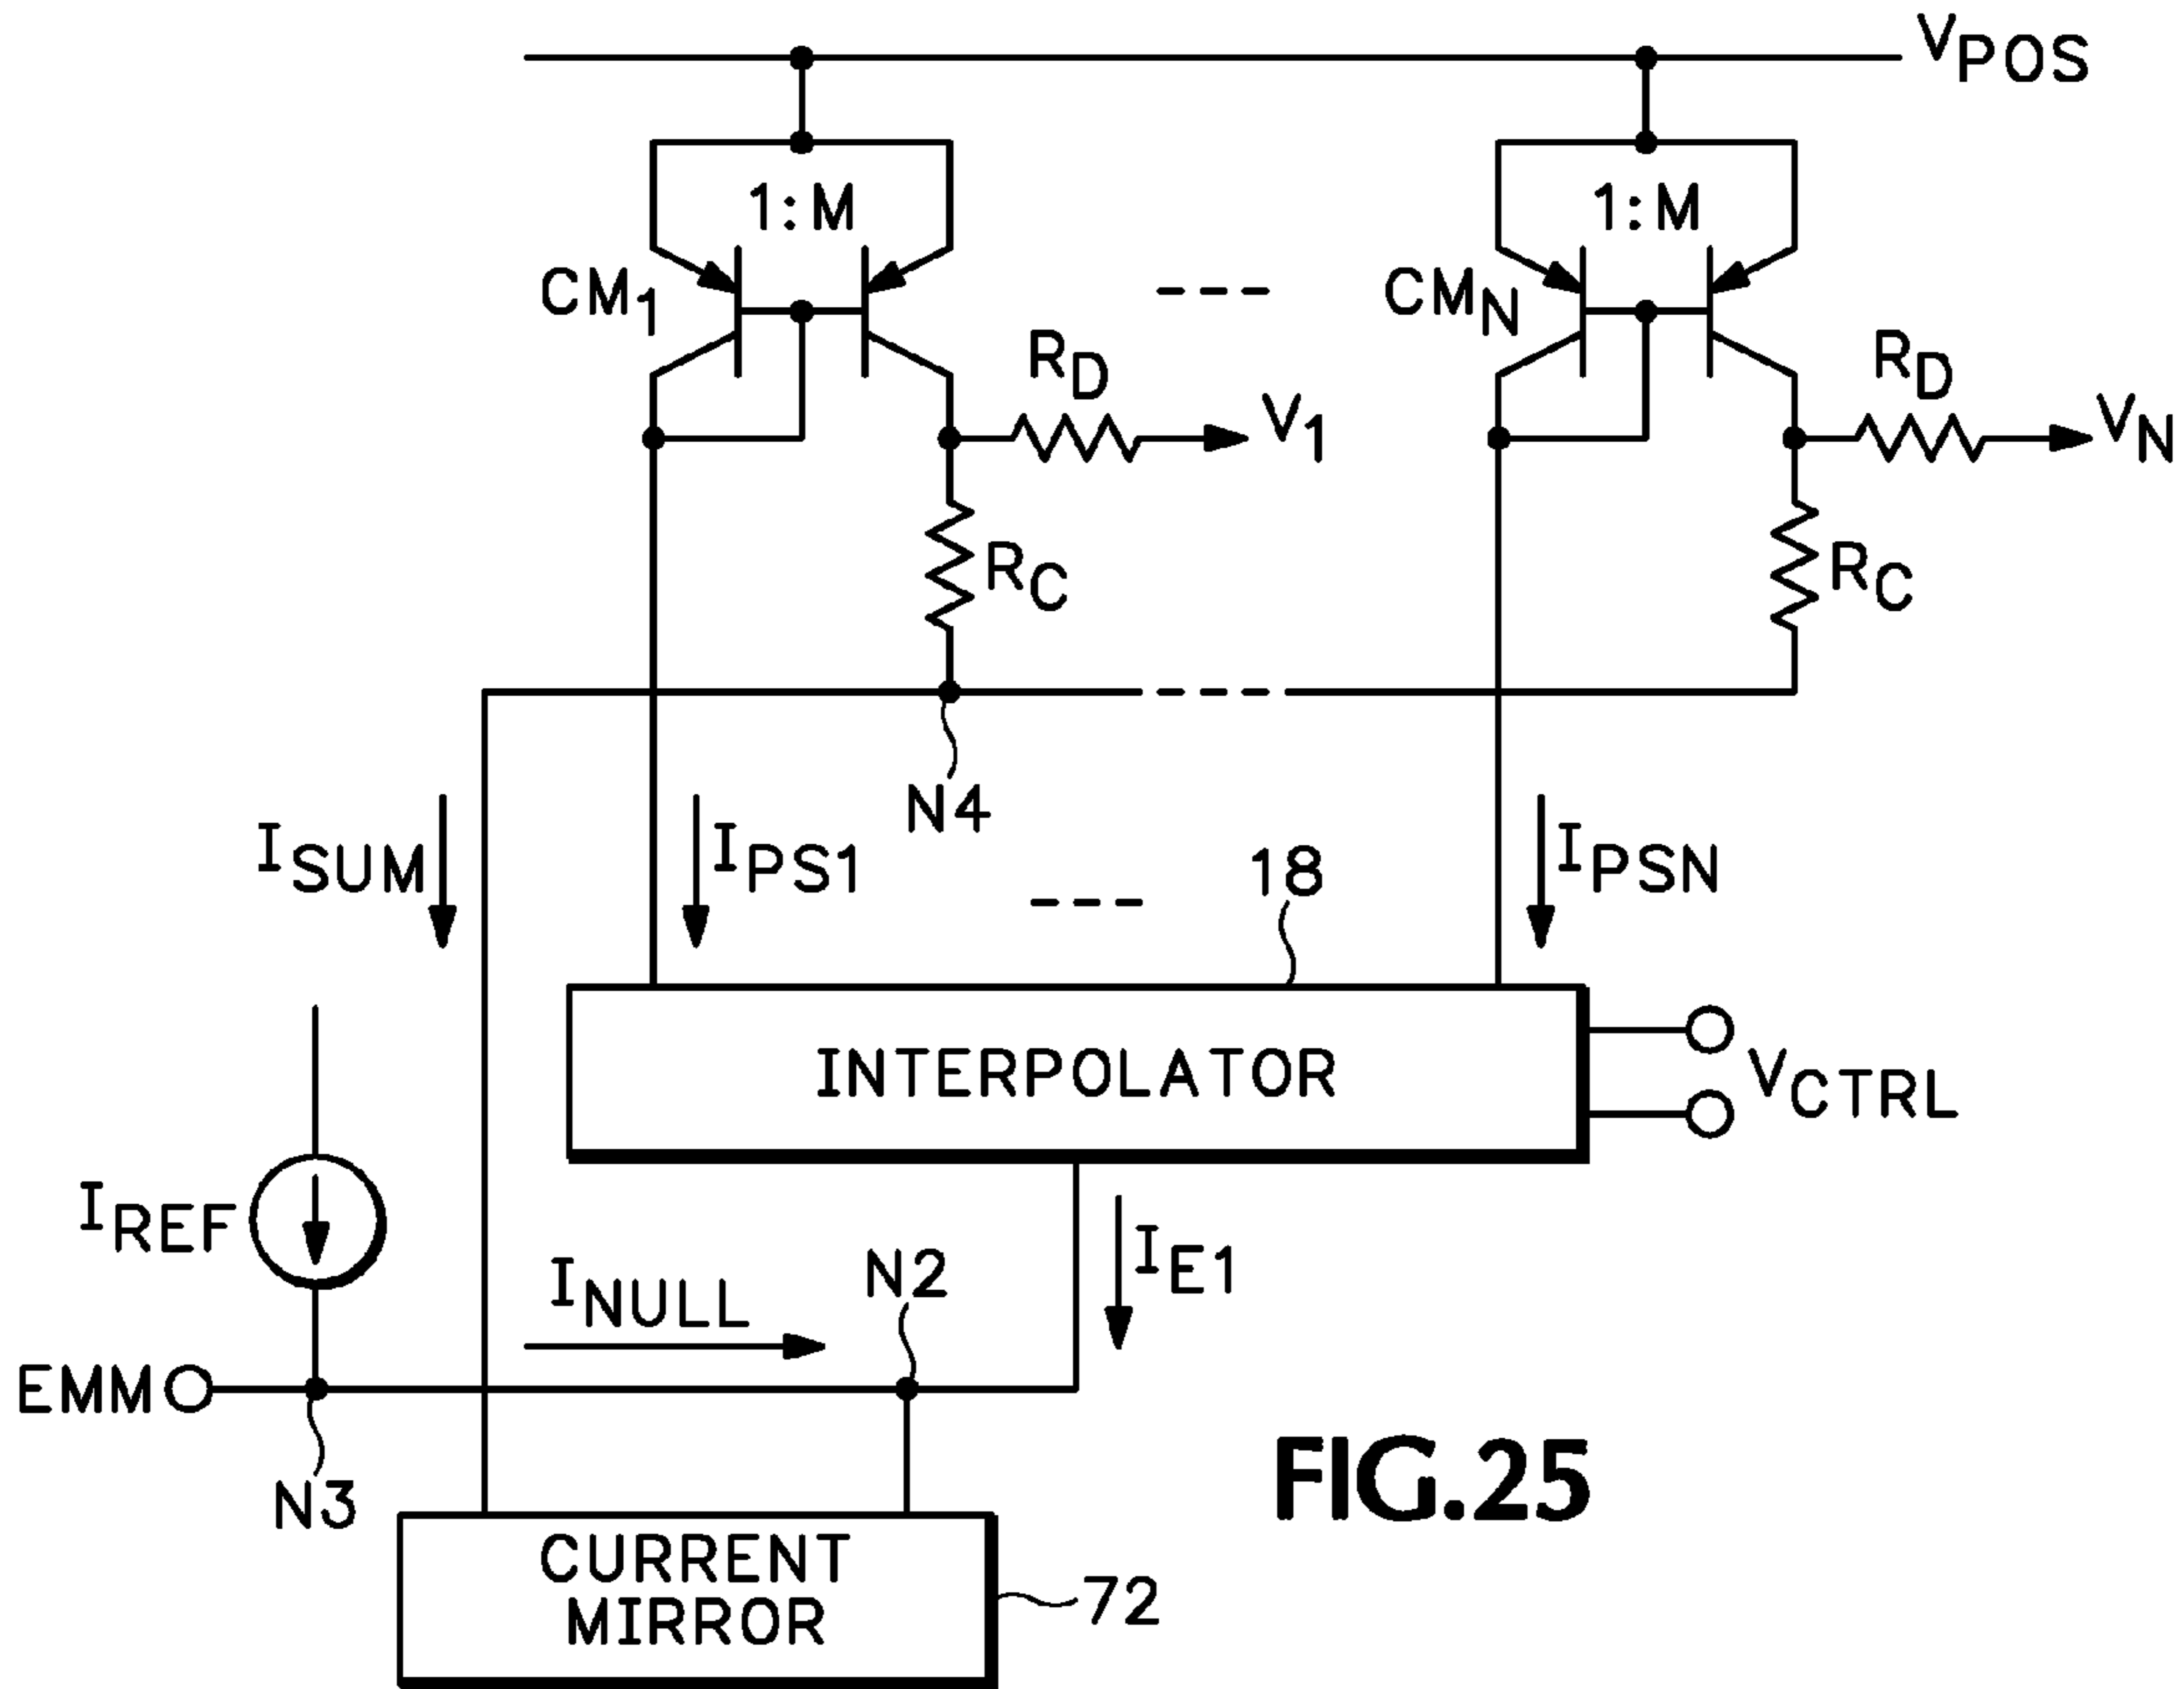 VPOS
1:M
1:M
CM1
CMN
RD
RD
V1
VN
RC
RC
N4
ISUM
IPS1
18
IPSN
INTERPOLATOR
VCTRL
IREF
INULL
N2
IE1
EMM
N3
FIG.25
CURRENT
MIRROR
72